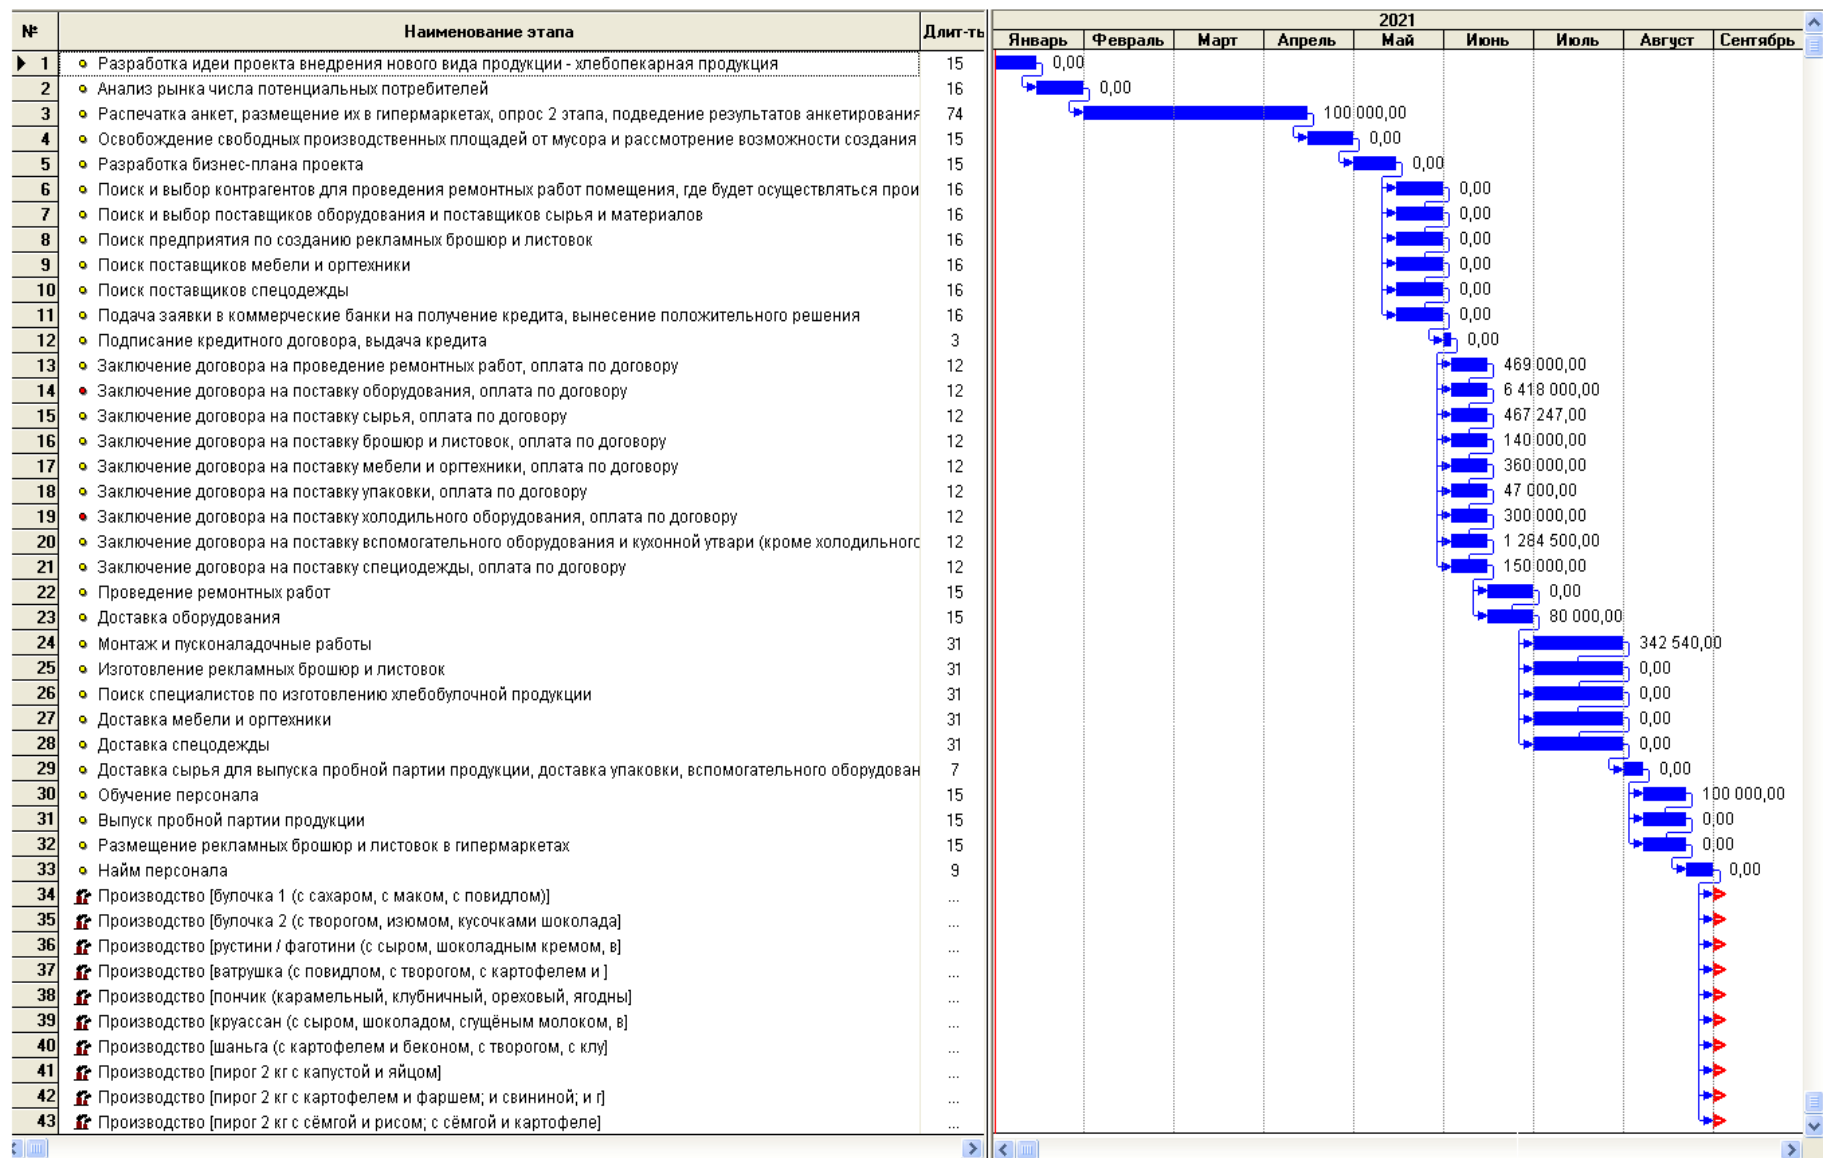 № Наименование этапа Длит-ть 2021
Январь Февраль Март Апрель Май Июнь Июль Август Сентябрь
1 Разработка идеи проекта внедрения нового вида продукции - хлебопекарная продукция 15 0,00
2 Анализ рынка числа потенциальных потребителей 16 0,00
3 Распечатка анкет, размещение их в гипермаркетах, опрос 2 этапа, подведение результатов анкетирования 74 100 000,00
4 Освобождение свободных производственных площадей от мусора и рассмотрение возможности создания 15 0,00
5 Разработка бизнес-плана проекта 15 0,00
6 Поиск и выбор контрагентов для проведения ремонтных работ помещения, где будет осуществляться прои 16 0,00
7 Поиск и выбор поставщиков оборудования и поставщиков сырья и материалов 16 0,00
8 Поиск предприятия по созданию рекламных брошюр и листовок 16 0,00
9 Поиск поставщиков мебели и оргтехники 16 0,00
10 Поиск поставщиков спецодежды 16 0,00
11 Подача заявки в коммерческие банки на получение кредита, вынесение положительного решения 16 0,00
12 Подписание кредитного договора, выдача кредита 3 0,00
13 Заключение договора на проведение ремонтных работ, оплата по договору 12 469 000,00
14 Заключение договора на поставку оборудования, оплата по договору 12 6 418 000,00
15 Заключение договора на поставку сырья, оплата по договору 12 467 247,00
16 Заключение договора на поставку брошюр и листовок, оплата по договору 12 140 000,00
17 Заключение договора на поставку мебели и оргтехники, оплата по договору 12 360 000,00
18 Заключение договора на поставку упаковки, оплата по договору 12 47 000,00
19 Заключение договора на поставку холодильного оборудования, оплата по договору 12 300 000,00
20 Заключение договора на поставку вспомогательного оборудования и кухонной утвари (кроме холодильного 12 1 284 500,00
21 Заключение договора на поставку специодежды, оплата по договору 12 150 000,00
22 Проведение ремонтных работ 15 0,00
23 Доставка оборудования 15 80 000,00
24 Монтаж и пусконаладочные работы 31 342 540,00
25 Изготовление рекламных брошюр и листовок 31 0,00
26 Поиск специалистов по изготовлению хлебобулочной продукции 31 0,00
27 Доставка мебели и оргтехники 31 0,00
28 Доставка спецодежды 31 0,00
29 Доставка сырья для выпуска пробной партии продукции, доставка упаковки, вспомогательного оборудован 7 0,00
30 Обучение персонала 15 100 000,00
31 Выпуск пробной партии продукции 15 0,00
32 Размещение рекламных брошюр и листовок в гипермаркетах 15 0,00
33 Найм персонала 9 0,00
34 Производство [булочка 1 (с сахаром, с маком, с повидлом)] ...
35 Производство [булочка 2 (с творогом, изюмом, кусочками шоколада] ...
36 Производство [рустини / фаготини (с сыром, шоколадным кремом, в] ...
37 Производство [ватрушка (с повидлом, с творогом, с картофелем и ] ...
38 Производство [пончик (карамельный, клубничный, ореховый, ягодны] ...
39 Производство [круассан (с сыром, шоколадом, сгущёным молоком, в] ...
40 Производство [шаньга (с картофелем и беконом, с творогом, с клу] ...
41 Производство [пирог 2 кг с капустой и яйцом] ...
42 Производство [пирог 2 кг с картофелем и фаршем; и свининой; и г] ...
43 Производство [пирог 2 кг с сёмгой и рисом; с сёмгой и картофеле] ...